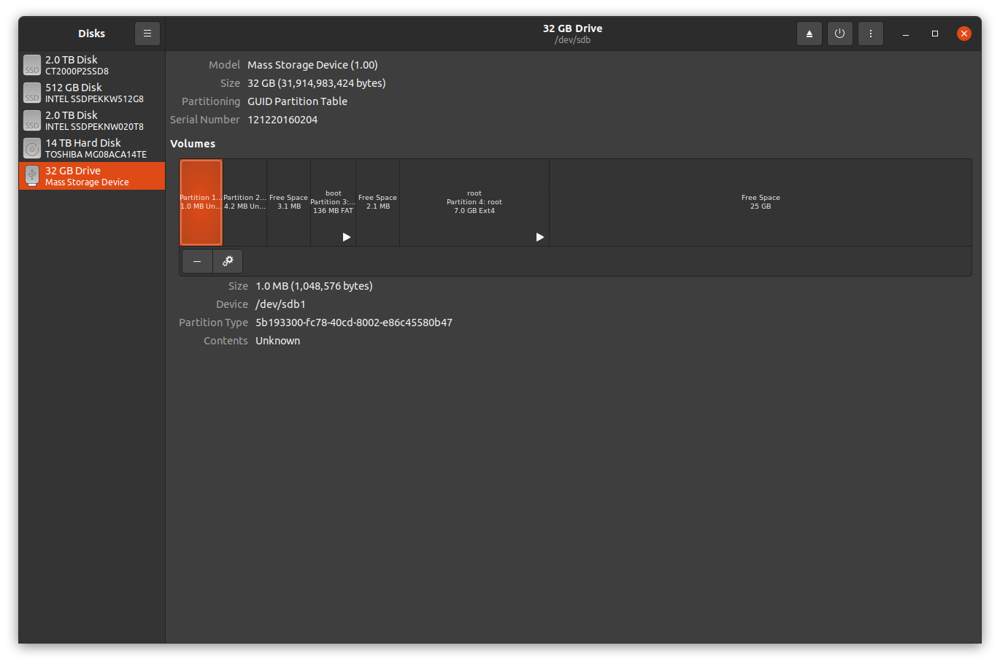 Disks
32 GB Drive
/dev/sdb
2.0 TB Disk
CT2000P2SSD8
512 GB Disk
INTEL SSDPEKKW512G8
2.0 TB Disk
INTEL SSDPEKNW020T8
14 TB Hard Disk
TOSHIBA MG08ACA14TE
32 GB Drive
Mass Storage Device
SSD
SSD
SSD
Model Mass Storage Device (1.00)
Size 32 GB (31,914,983,424 bytes)
Partitioning GUID Partition Table
Serial Number 121220160204
Volumes
Partition 1...
1.0 MB Un...
Partition 2...
4.2 MB Un...
Free Space
3.1 MB
boot
Partition 3:...
136 MB FAT
Free Space
2.1 MB
root
Partition 4: root
7.0 GB Ext4
Free Space
25 GB
Size 1.0 MB (1,048,576 bytes)
Device /dev/sdb1
Partition Type 5b193300-fc78-40cd-8002-e86c45580b47
Contents Unknown